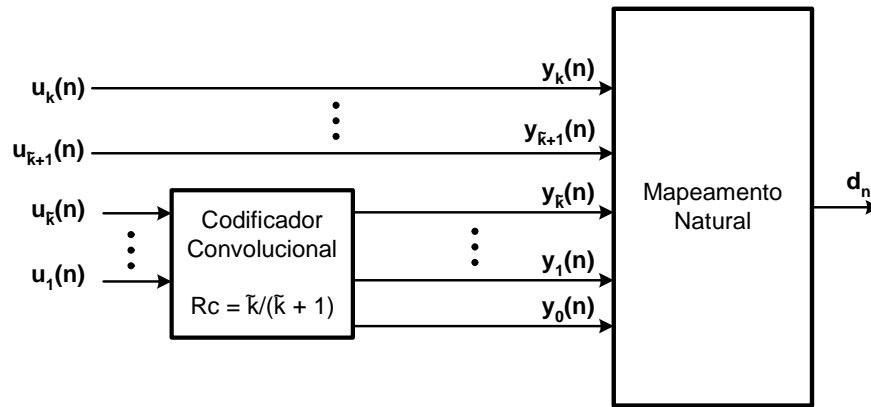 u_k(n)
y_k(n)
u_k̃+1(n)
y_k̃+1(n)
u_k̃(n)
y_k̃(n)
u_1(n)
y_1(n)
y_0(n)
Codificador
Convolucional
Rc = k̃/(k̃ + 1)
Mapeamento
Natural
d_n